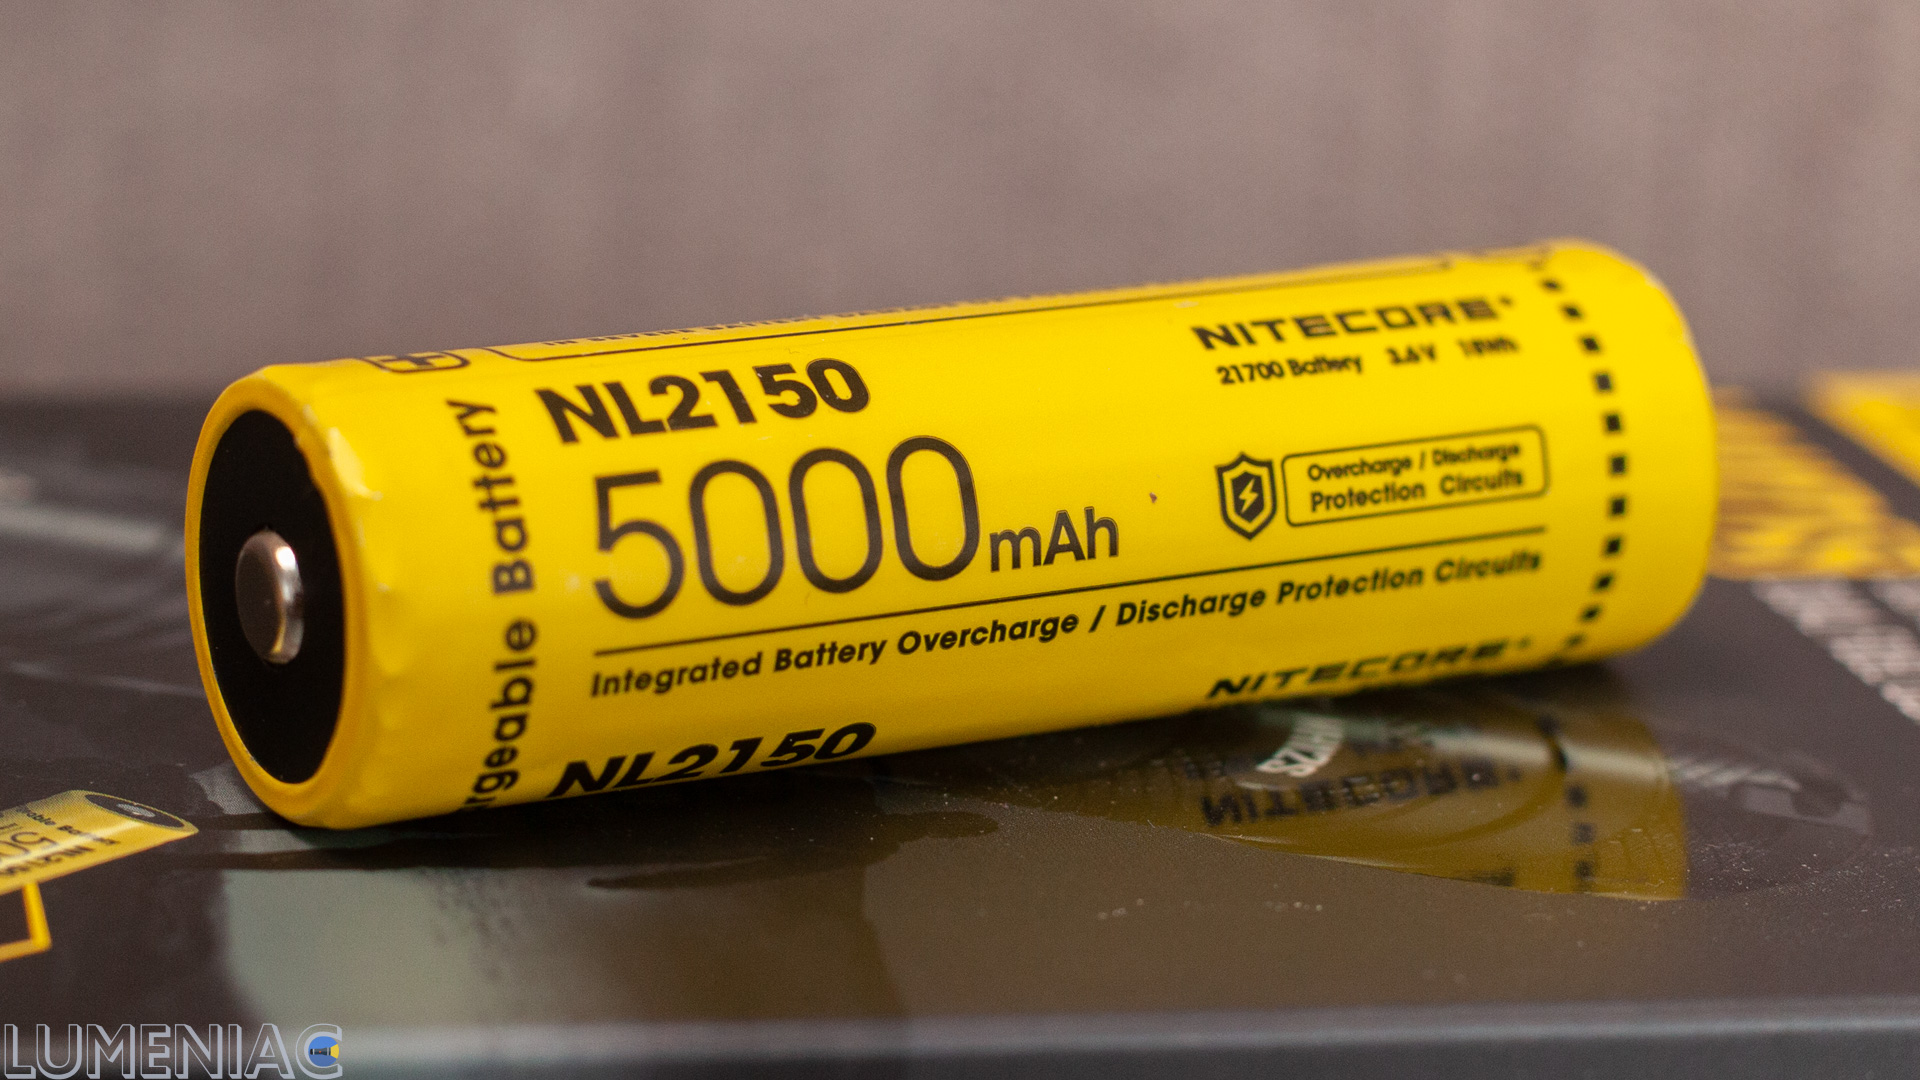 NL2150
5000mAh
NITECORE
21700 Battery 3.6V 18Wh
Overcharge / Discharge
Protection Circuits
Integrated Battery Overcharge / Discharge Protection Circuits
Battery
NL2150
NITECORE
LUMENIAC